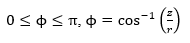 0 ≤ ϕ ≤ π, ϕ = cos⁻¹ (z/r)